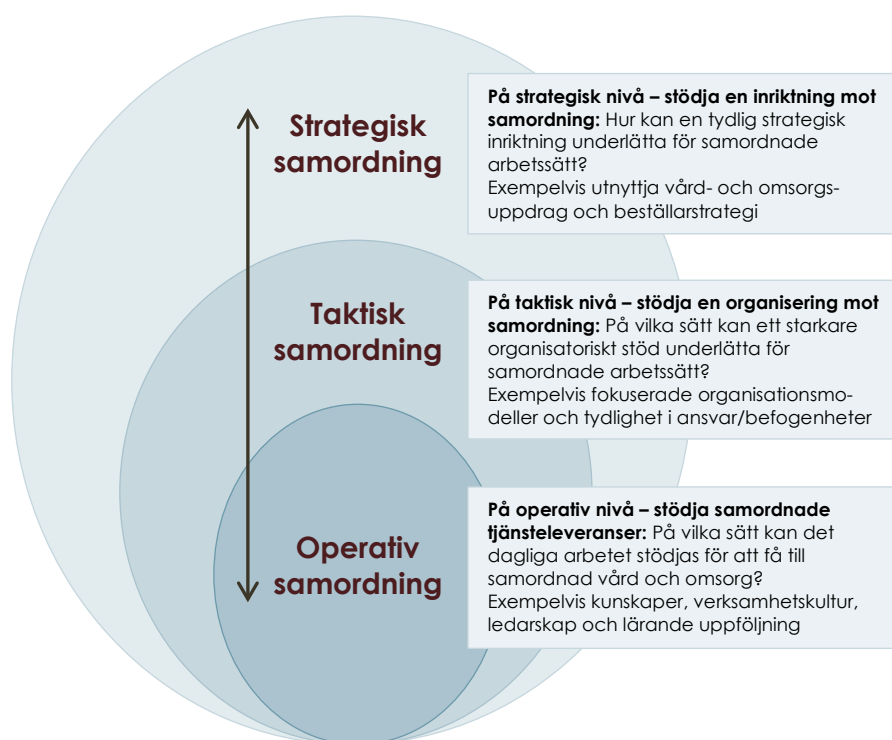 Strategisk
samordning
På strategisk nivå – stödja en inriktning mot
samordning: Hur kan en tydlig strategisk
inriktning underlätta för samordnade
arbetssätt?
Exempelvis utnyttja vård- och omsorgs-
uppdrag och beställarstrategi
Taktisk
samordning
På taktisk nivå – stödja en organisering mot
samordning: På vilka sätt kan ett starkare
organisatoriskt stöd underlätta för
samordnade arbetssätt?
Exempelvis fokuserade organisationsmo-
deller och tydlighet i ansvar/befogenheter
Operativ
samordning
På operativ nivå – stödja samordnade
tjänsteleveranser: På vilka sätt kan det
dagliga arbetet stödjas för att få till
samordnad vård och omsorg?
Exempelvis kunskaper, verksamhetskultur,
ledarskap och lärande uppföljning